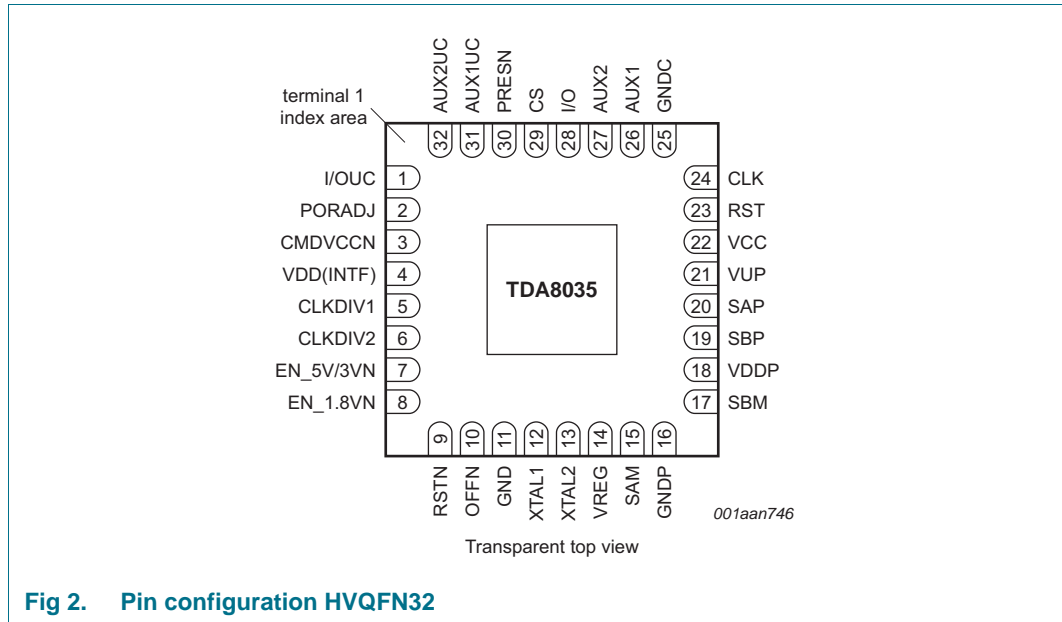 AUX2UC
AUX1UC
PRESN
CS
I/O
AUX2
AUX1
GNDC
terminal 1
index area
32
31
30
29
28
27
26
25
I/OUC 1
PORADJ 2
CMDVCCN 3
VDD(INTF) 4
CLKDIV1 5
CLKDIV2 6
EN_5V/3VN 7
EN_1.8VN 8
TDA8035
24 CLK
23 RST
22 VCC
21 VUP
20 SAP
19 SBP
18 VDDP
17 SBM
9
10
11
12
13
14
15
16
RSTN
OFFN
GND
XTAL1
XTAL2
VREG
SAM
GNDP
001aan746
Transparent top view
Fig 2. Pin configuration HVQFN32